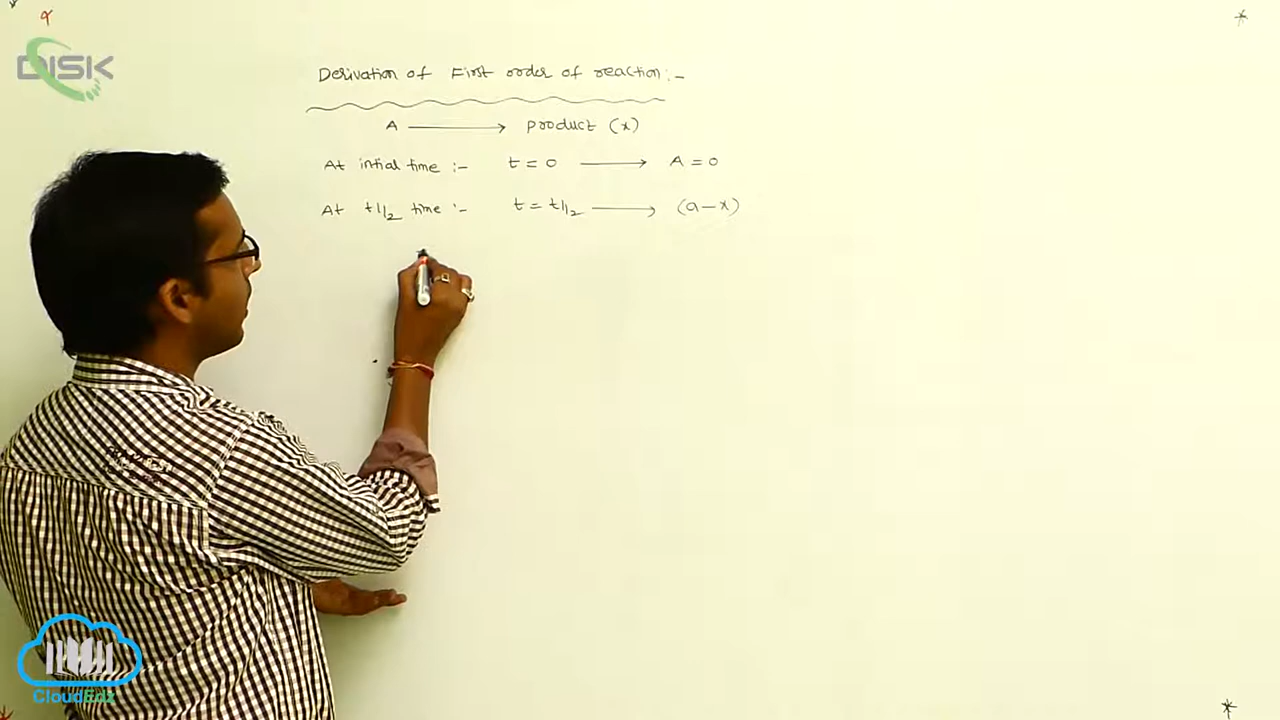 DISK
Derivation of First order of reaction :-
A ⟶ product (x)
At intial time :- t = 0 ⟶ A = 0
At t1/2 time :- t = t1/2 ⟶ (a-x)
CloudEdz